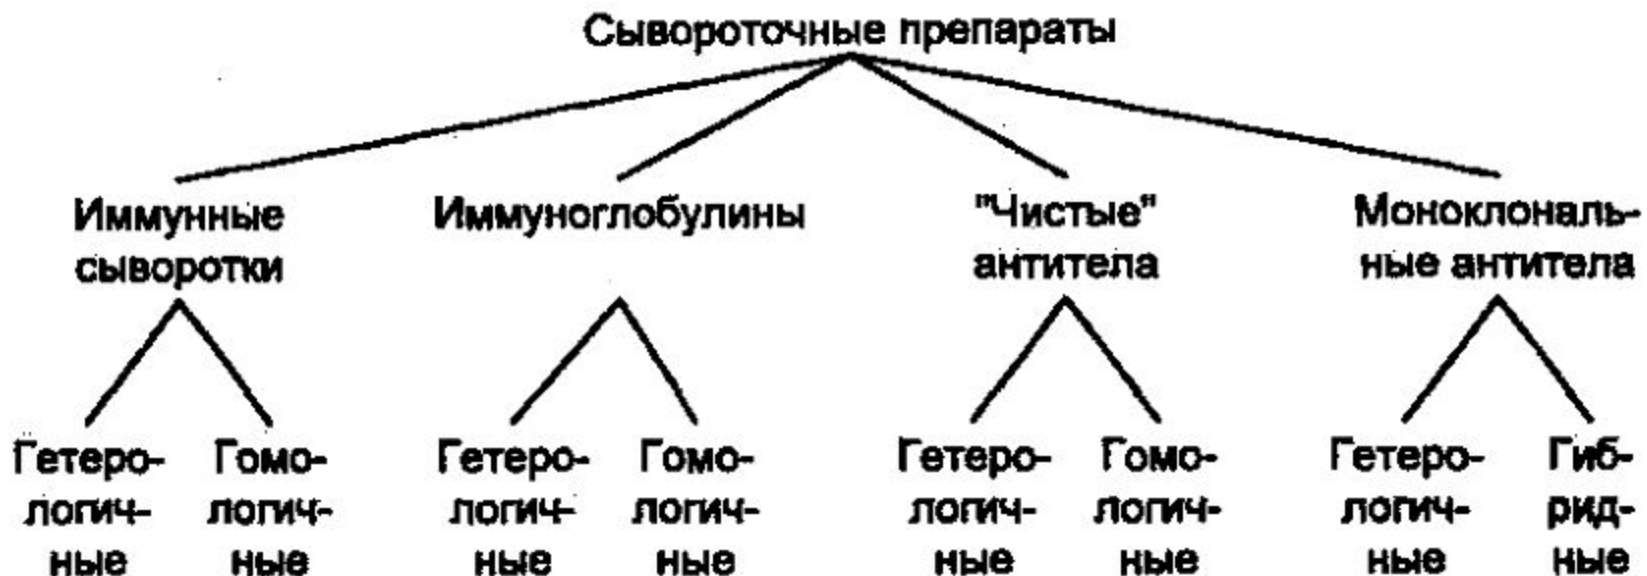 Сывороточные препараты
Иммунные
сыворотки
Иммуноглобулины
"Чистые"
антитела
Моноклональ-
ные антитела
Гетеро-
логич-
ные
Гомо-
логич-
ные
Гетеро-
логич-
ные
Гомо-
логич-
ные
Гетеро-
логич-
ные
Гомо-
логич-
ные
Гетеро-
логич-
ные
Гиб-
рид-
ные